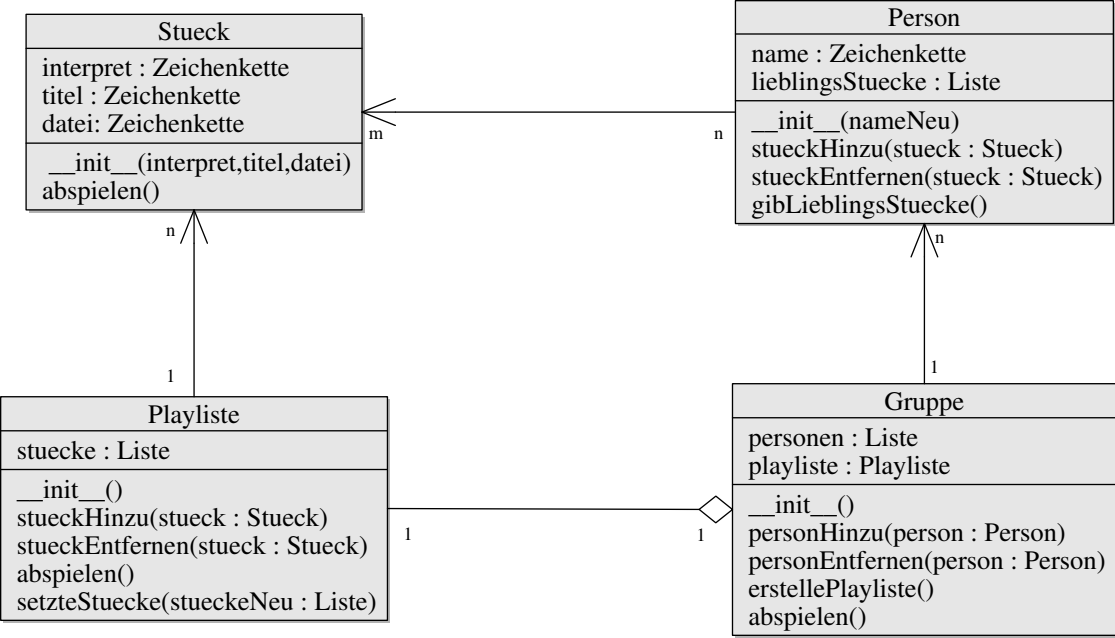 Stueck
interpret : Zeichenkette
titel : Zeichenkette
datei: Zeichenkette
__init__(interpret,titel,datei)
abspielen()
Person
name : Zeichenkette
lieblingsStuecke : Liste
__init__(nameNeu)
stueckHinzu(stueck : Stueck)
stueckEntfernen(stueck : Stueck)
gibLieblingsStuecke()
m
n
n
1
n
1
Playliste
stuecke : Liste
__init__()
stueckHinzu(stueck : Stueck)
stueckEntfernen(stueck : Stueck)
abspielen()
setzteStuecke(stueckeNeu : Liste)
1
1
Gruppe
personen : Liste
playliste : Playliste
__init__()
personHinzu(person : Person)
personEntfernen(person : Person)
erstellePlayliste()
abspielen()